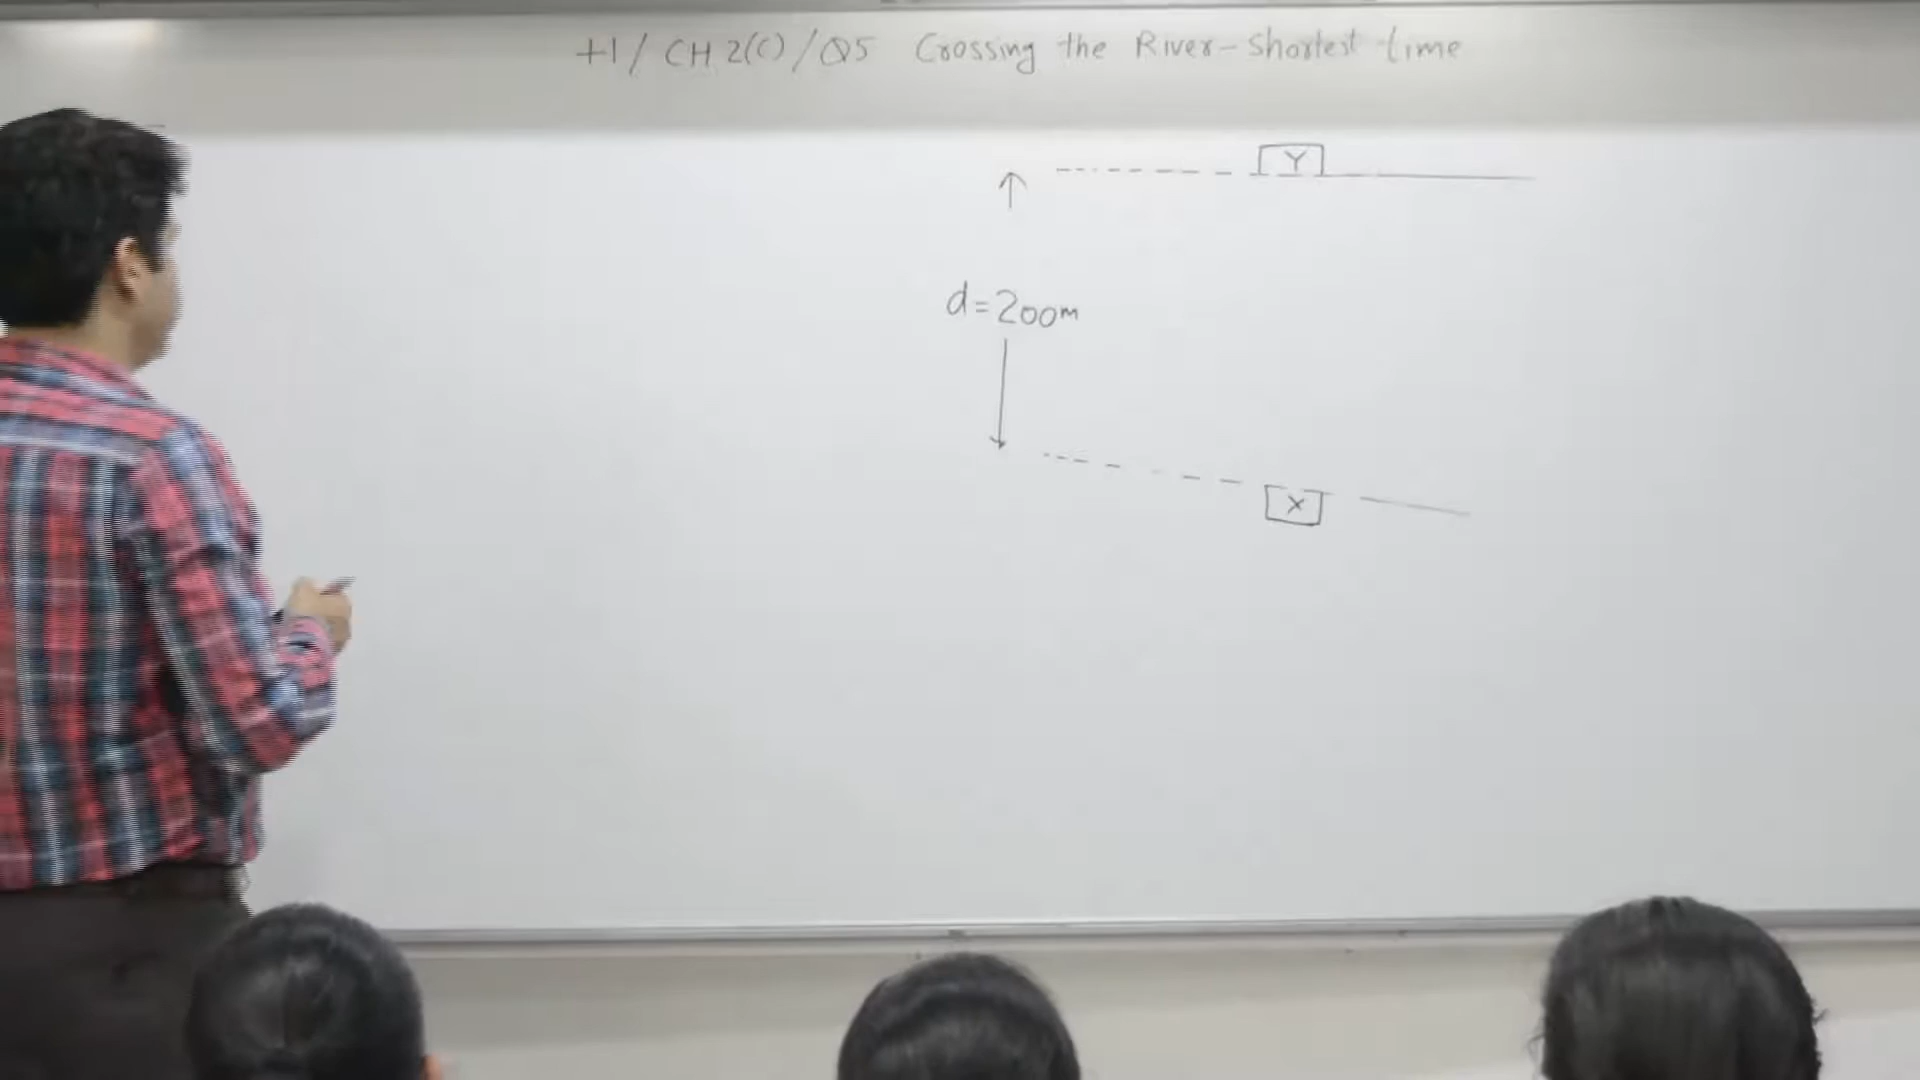 +1/ CH 2(C) /Q5 Crossing the River-Shortest time
Y
d=200m
X